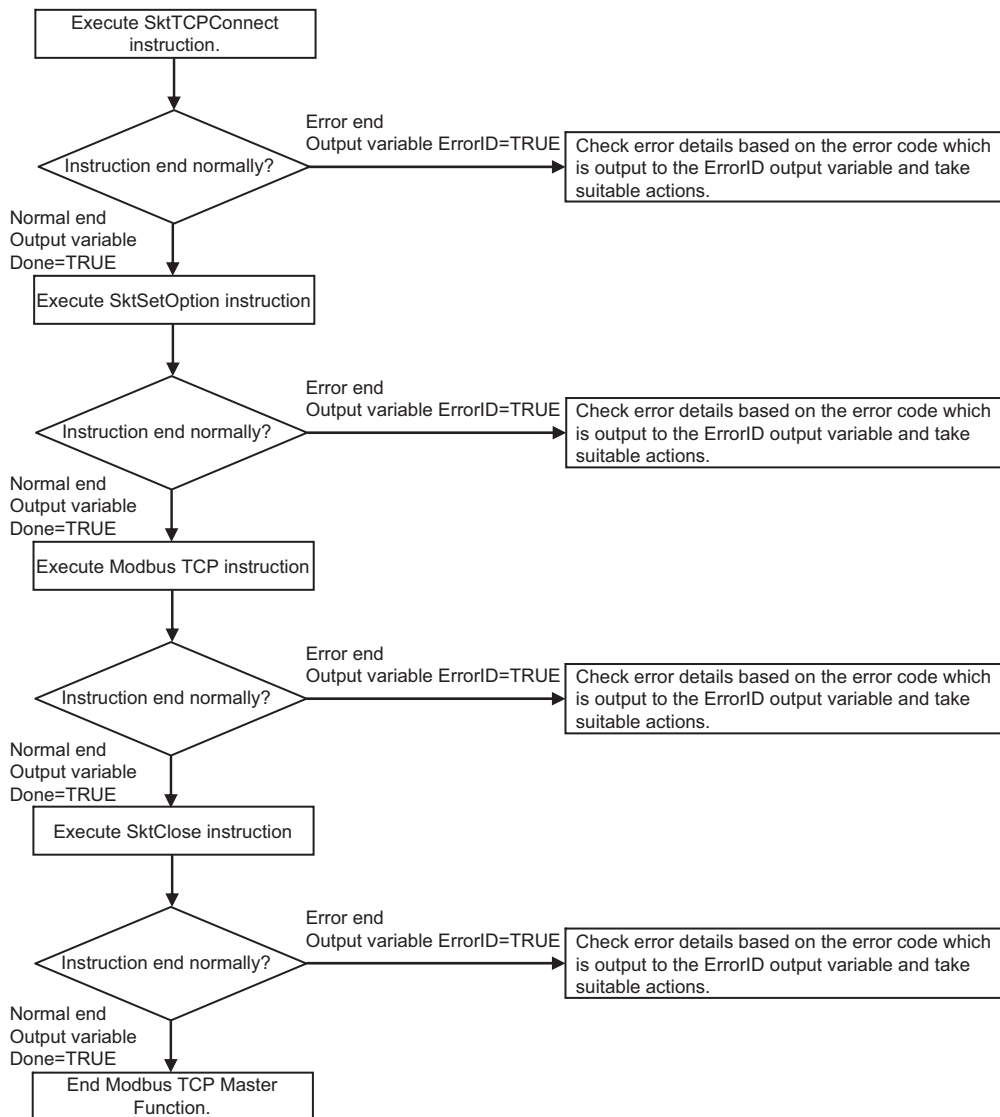 Execute SktTCPConnect
instruction.
Instruction end normally?
Error end
Output variable ErrorID=TRUE
Check error details based on the error code which
is output to the ErrorID output variable and take
suitable actions.
Normal end
Output variable
Done=TRUE
Execute SktSetOption instruction
Instruction end normally?
Error end
Output variable ErrorID=TRUE
Check error details based on the error code which
is output to the ErrorID output variable and take
suitable actions.
Normal end
Output variable
Done=TRUE
Execute Modbus TCP instruction
Instruction end normally?
Error end
Output variable ErrorID=TRUE
Check error details based on the error code which
is output to the ErrorID output variable and take
suitable actions.
Normal end
Output variable
Done=TRUE
Execute SktClose instruction
Instruction end normally?
Error end
Output variable ErrorID=TRUE
Check error details based on the error code which
is output to the ErrorID output variable and take
suitable actions.
Normal end
Output variable
Done=TRUE
End Modbus TCP Master
Function.